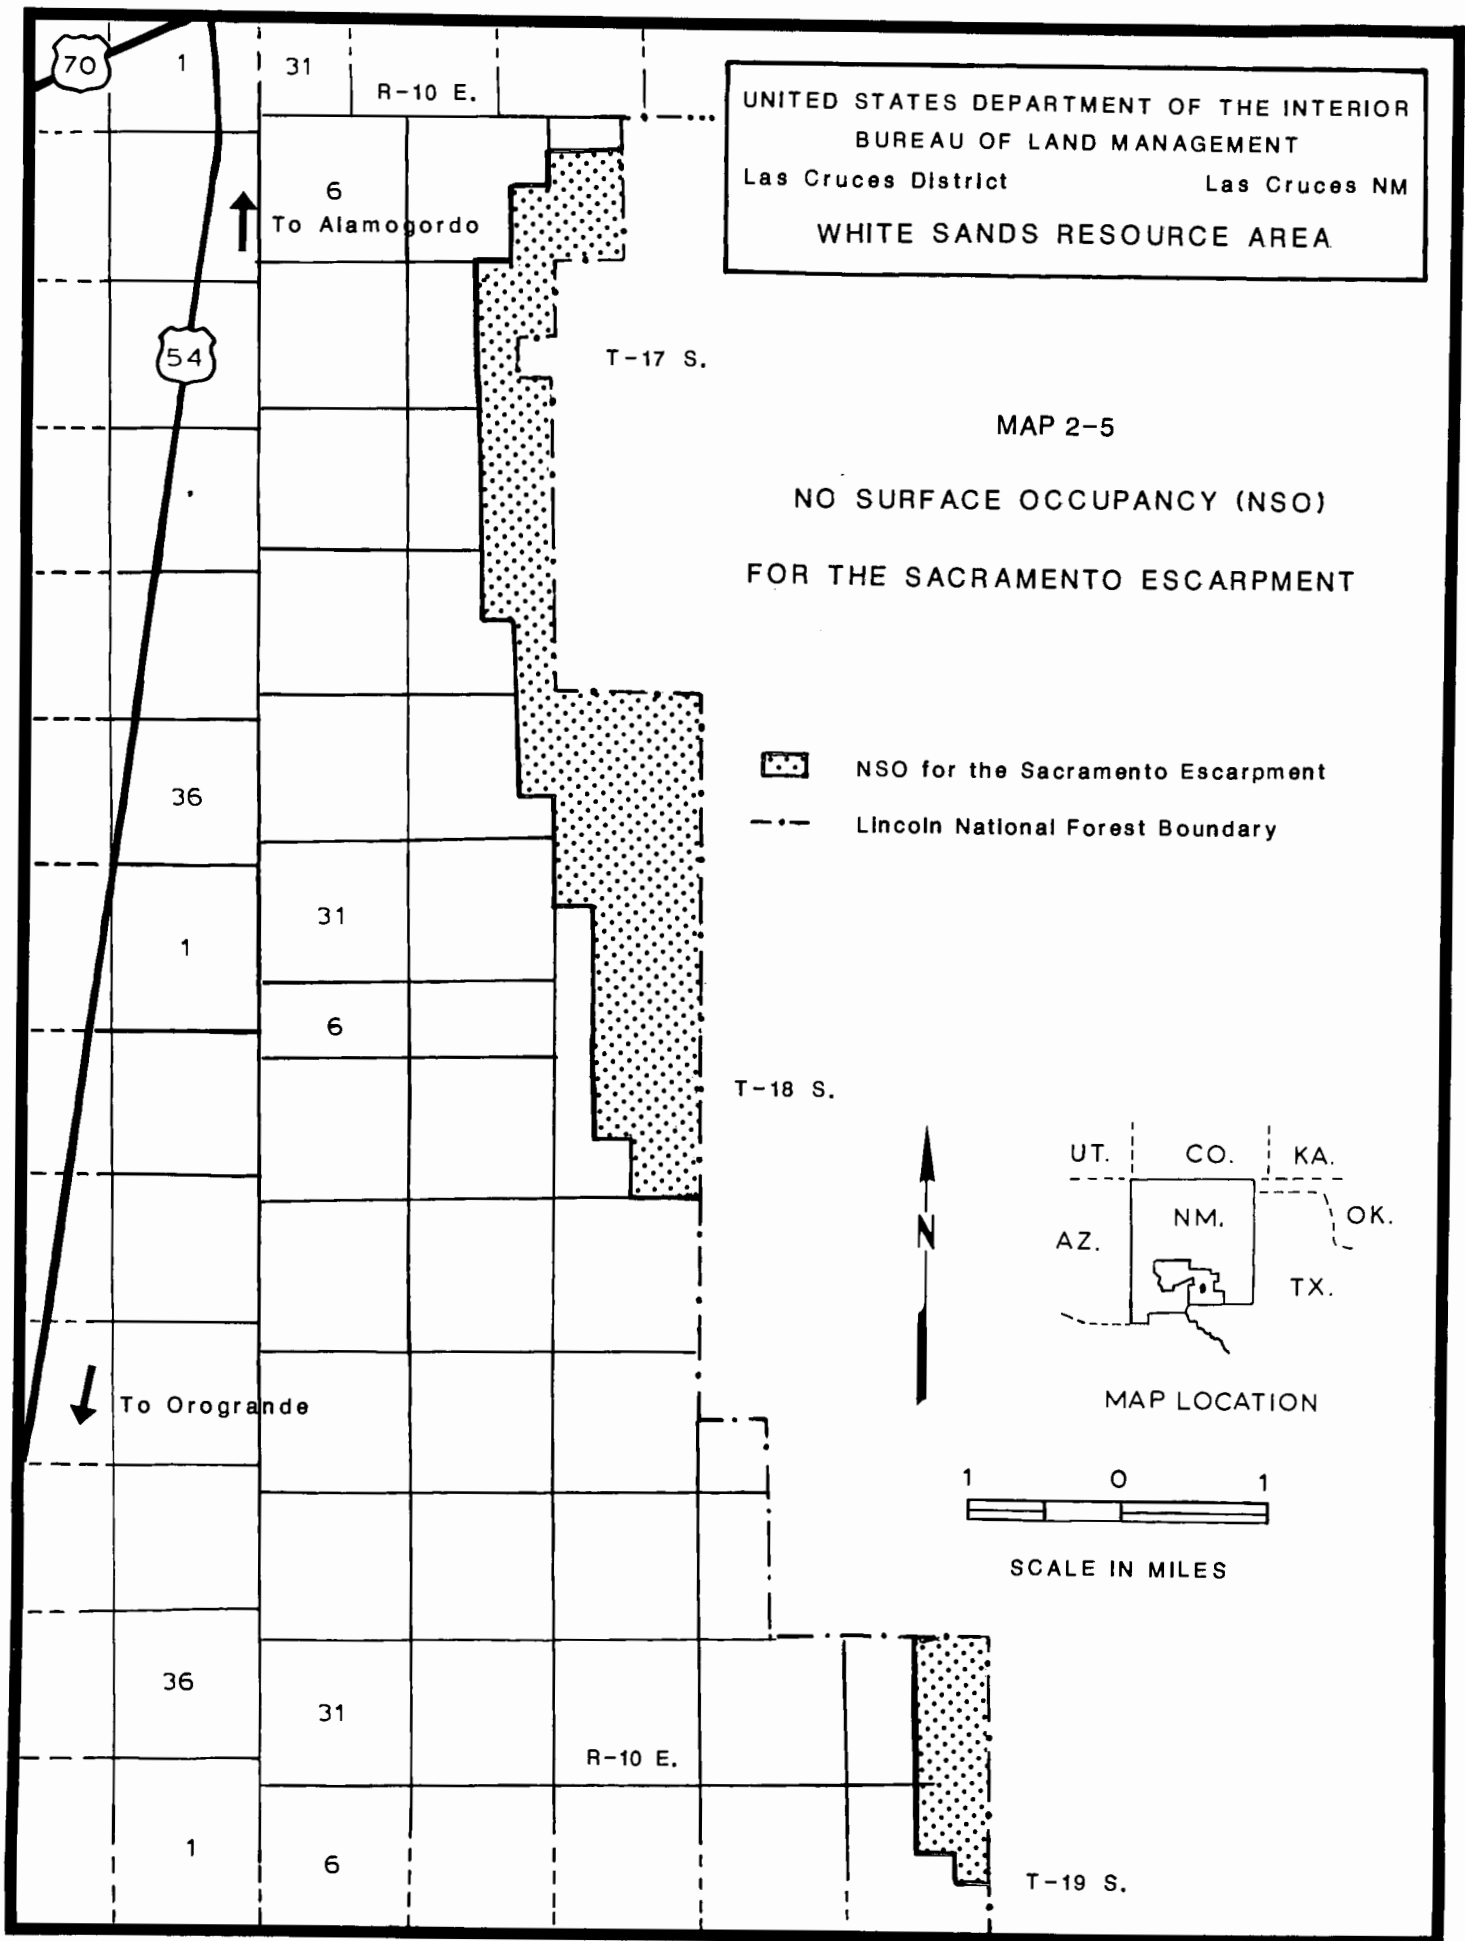 70
1
31
R-10 E.
UNITED STATES DEPARTMENT OF THE INTERIOR
BUREAU OF LAND MANAGEMENT
Las Cruces District Las Cruces NM
WHITE SANDS RESOURCE AREA
6
To Alamogordo
54
T-17 S.
MAP 2-5
NO SURFACE OCCUPANCY (NSO)
FOR THE SACRAMENTO ESCARPMENT
NSO for the Sacramento Escarpment
Lincoln National Forest Boundary
36
31
1
6
T-18 S.
UT. CO. KA.
NM. OK.
AZ.
TX.
N
MAP LOCATION
To Orogrande
1 0 1
SCALE IN MILES
36
31
R-10 E.
1
6
T-19 S.